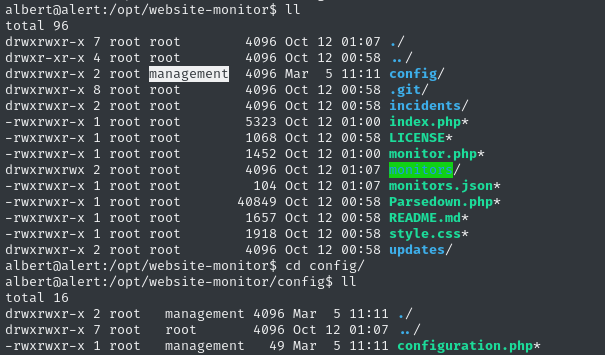 albert@alert:/opt/website-monitor$ ll
total 96
drwxrwxr-x 7 root root 4096 Oct 12 01:07 ./
drwxr-xr-x 4 root root 4096 Oct 12 00:58 ../
drwxrwxr-x 2 root management 4096 Mar 5 11:11 config/
drwxrwxr-x 8 root root 4096 Oct 12 00:58 .git/
drwxrwxr-x 2 root root 4096 Oct 12 00:58 incidents/
-rwxrwxr-x 1 root root 5323 Oct 12 01:00 index.php*
-rwxrwxr-x 1 root root 1068 Oct 12 00:58 LICENSE*
-rwxrwxr-x 1 root root 1452 Oct 12 01:00 monitor.php*
drwxrwxrwx 2 root root 4096 Oct 12 01:07 /
-rwxrwxr-x 1 root root 104 Oct 12 01:07 monitors.json*
-rwxrwxr-x 1 root root 40849 Oct 12 00:58 Parsedown.php*
-rwxrwxr-x 1 root root 1657 Oct 12 00:58 README.md*
-rwxrwxr-x 1 root root 1918 Oct 12 00:58 style.css*
drwxrwxr-x 2 root root 4096 Oct 12 00:58 updates/
albert@alert:/opt/website-monitor$ cd config/
albert@alert:/opt/website-monitor/config$ ll
total 16
drwxrwxr-x 2 root management 4096 Mar 5 11:11 ./
drwxrwxr-x 7 root root 4096 Oct 12 01:07 ../
-rwxrwxr-x 1 root management 49 Mar 5 11:11 configuration.php*